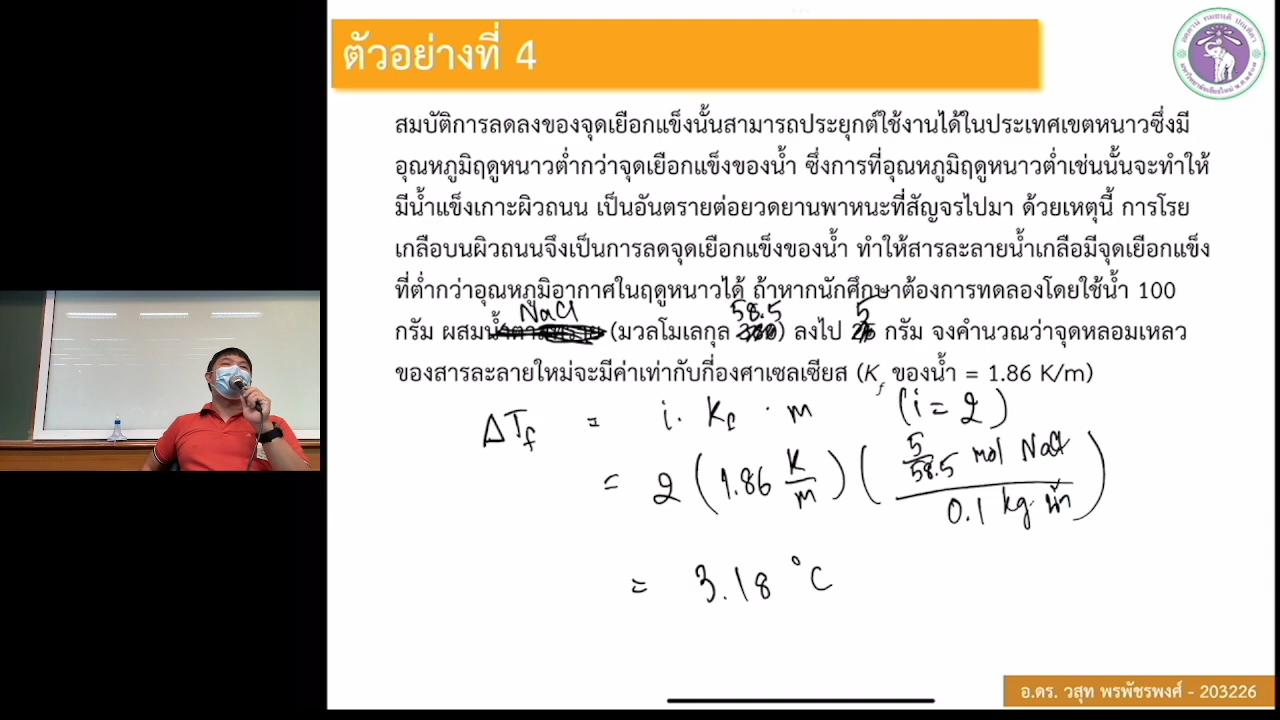 ตัวอย่างที่ 4
สมบัติการลดลงของจุดเยือกแข็งนั้นสามารถประยุกต์ใช้งานได้ในประเทศเขตหนาวซึ่งมี
อุณหภูมิฤดูหนาวต่ำกว่าจุดเยือกแข็งของน้ำ ซึ่งการที่อุณหภูมิฤดูหนาวต่ำเช่นนั้นจะทำให้
มีน้ำแข็งเกาะผิวถนน เป็นอันตรายต่อยวดยานพาหนะที่สัญจรไปมา ด้วยเหตุนี้ การโรย
เกลือบนผิวถนนจึงเป็นการลดจุดเยือกแข็งของน้ำ ทำให้สารละลายน้ำเกลือมีจุดเยือกแข็ง
ที่ต่ำกว่าอุณหภูมิอากาศในฤดูหนาวได้ ถ้าหากนักศึกษาต้องการทดลองโดยใช้น้ำ 100
NaCl 58.5 5
กรัม ผสม (มวลโมเลกุล ) ลงไป กรัม จงคำนวณว่าจุดหลอมเหลว
ของสารละลายใหม่จะมีค่าเท่ากับกี่องศาเซลเซียส (Kf ของน้ำ = 1.86 K/m)
ΔTf = i · Kf · m (i = 2)
= 2 (1.86 K/m) (5/58.5 mol NaCl / 0.1 kg น้ำ)
= 3.18 °C
อ.ดร. วสุท พรพัชรพงศ์ - 203226